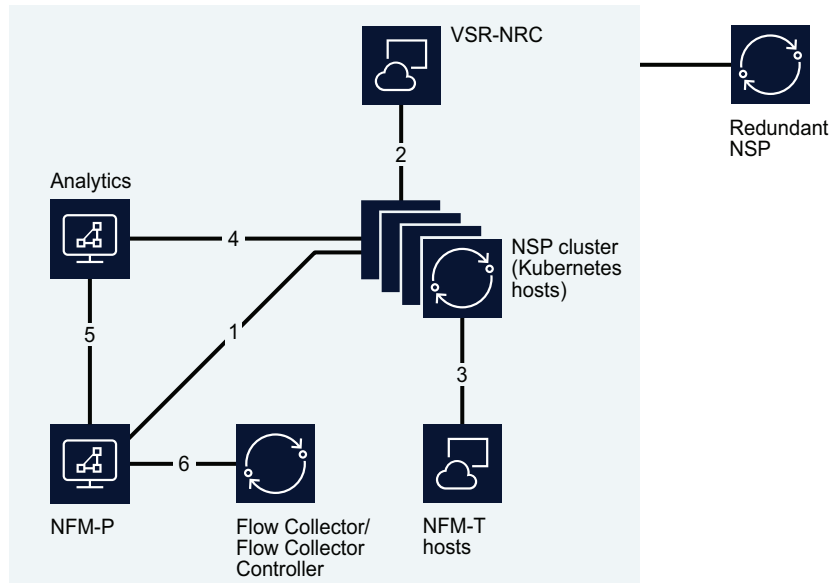 VSR-NRC
Redundant
NSP
2
Analytics
4
NSP cluster
(Kubernetes
hosts)
5
1
3
6
NFM-P
Flow Collector/
Flow Collector
Controller
NFM-T
hosts